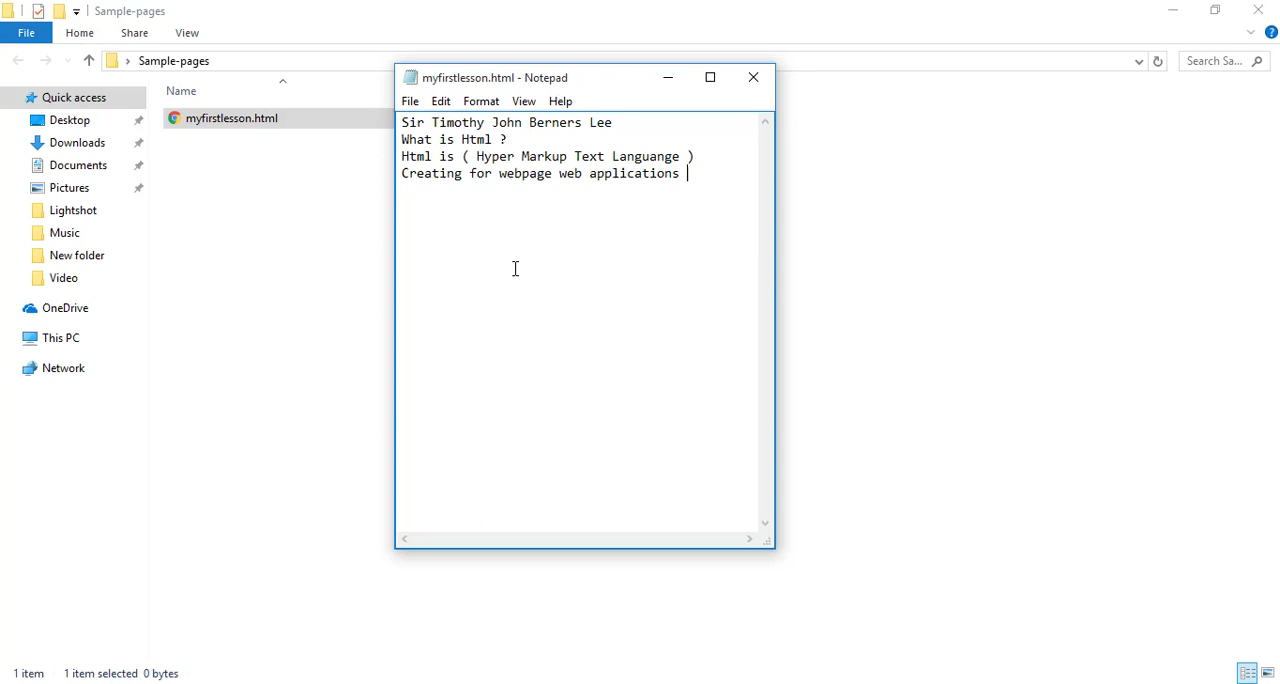 Sample-pages
File Home Share View
Sample-pages
Search Sa...
Quick access
Desktop
Downloads
Documents
Pictures
Lightshot
Music
New folder
Video
OneDrive
This PC
Network
Name
myfirstlesson.html
myfirstlesson.html - Notepad
File Edit Format View Help
Sir Timothy John Berners Lee
What is Html ?
Html is ( Hyper Markup Text Languange )
Creating for webpage web applications
1 item 1 item selected 0 bytes